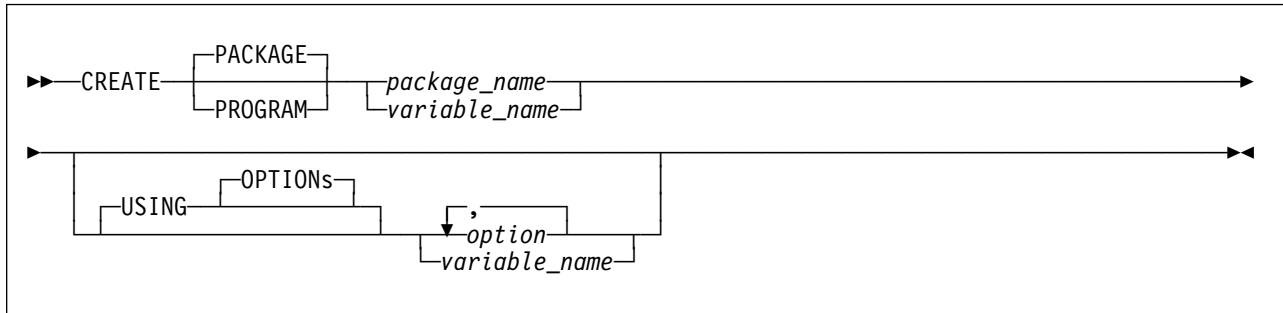 PACKAGE
CREATE package_name
PROGRAM variable_name
OPTIONs
USING ,
option
variable_name